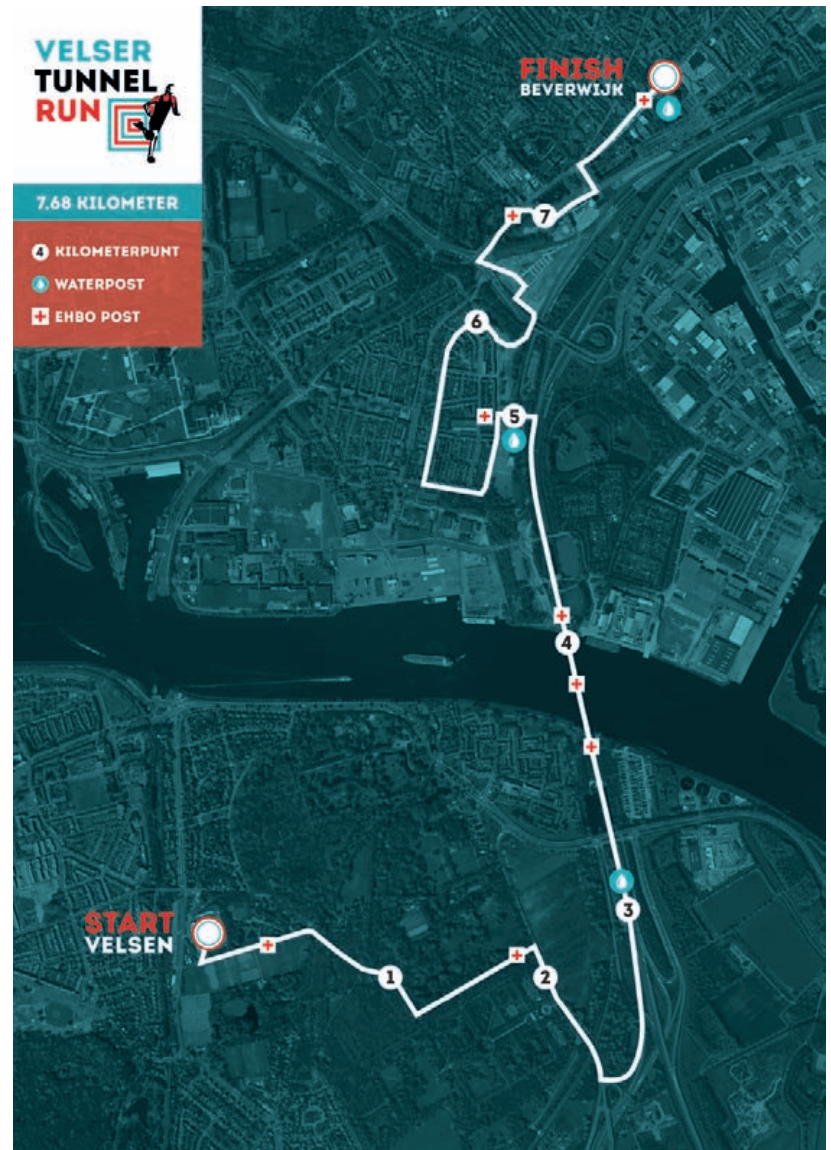 VELSER
TUNNEL
RUN
7.68 KILOMETER
4 KILOMETERPUNT
WATERPOST
EHBO POST
FINISH
BEVERWIJK
7
6
5
4
3
START
VELSEN
1
2